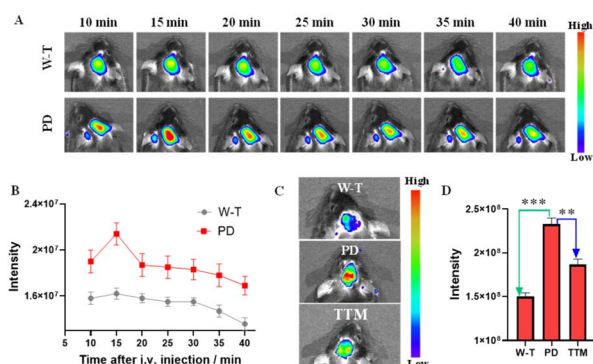 A
10 min 15 min 20 min 25 min 30 min 35 min 40 min
High
W-T
PD
Low
B
2.4×10⁷
2×10⁷
1.6×10⁷
Intensity
W-T
PD
5 10 15 20 25 30 35 40
Time after i.v. injection / min
C
W-T
PD
TTM
High
Low
D
2.5×10⁸
2×10⁸
1.5×10⁸
1×10⁸
Intensity
*** **
W-T PD TTM